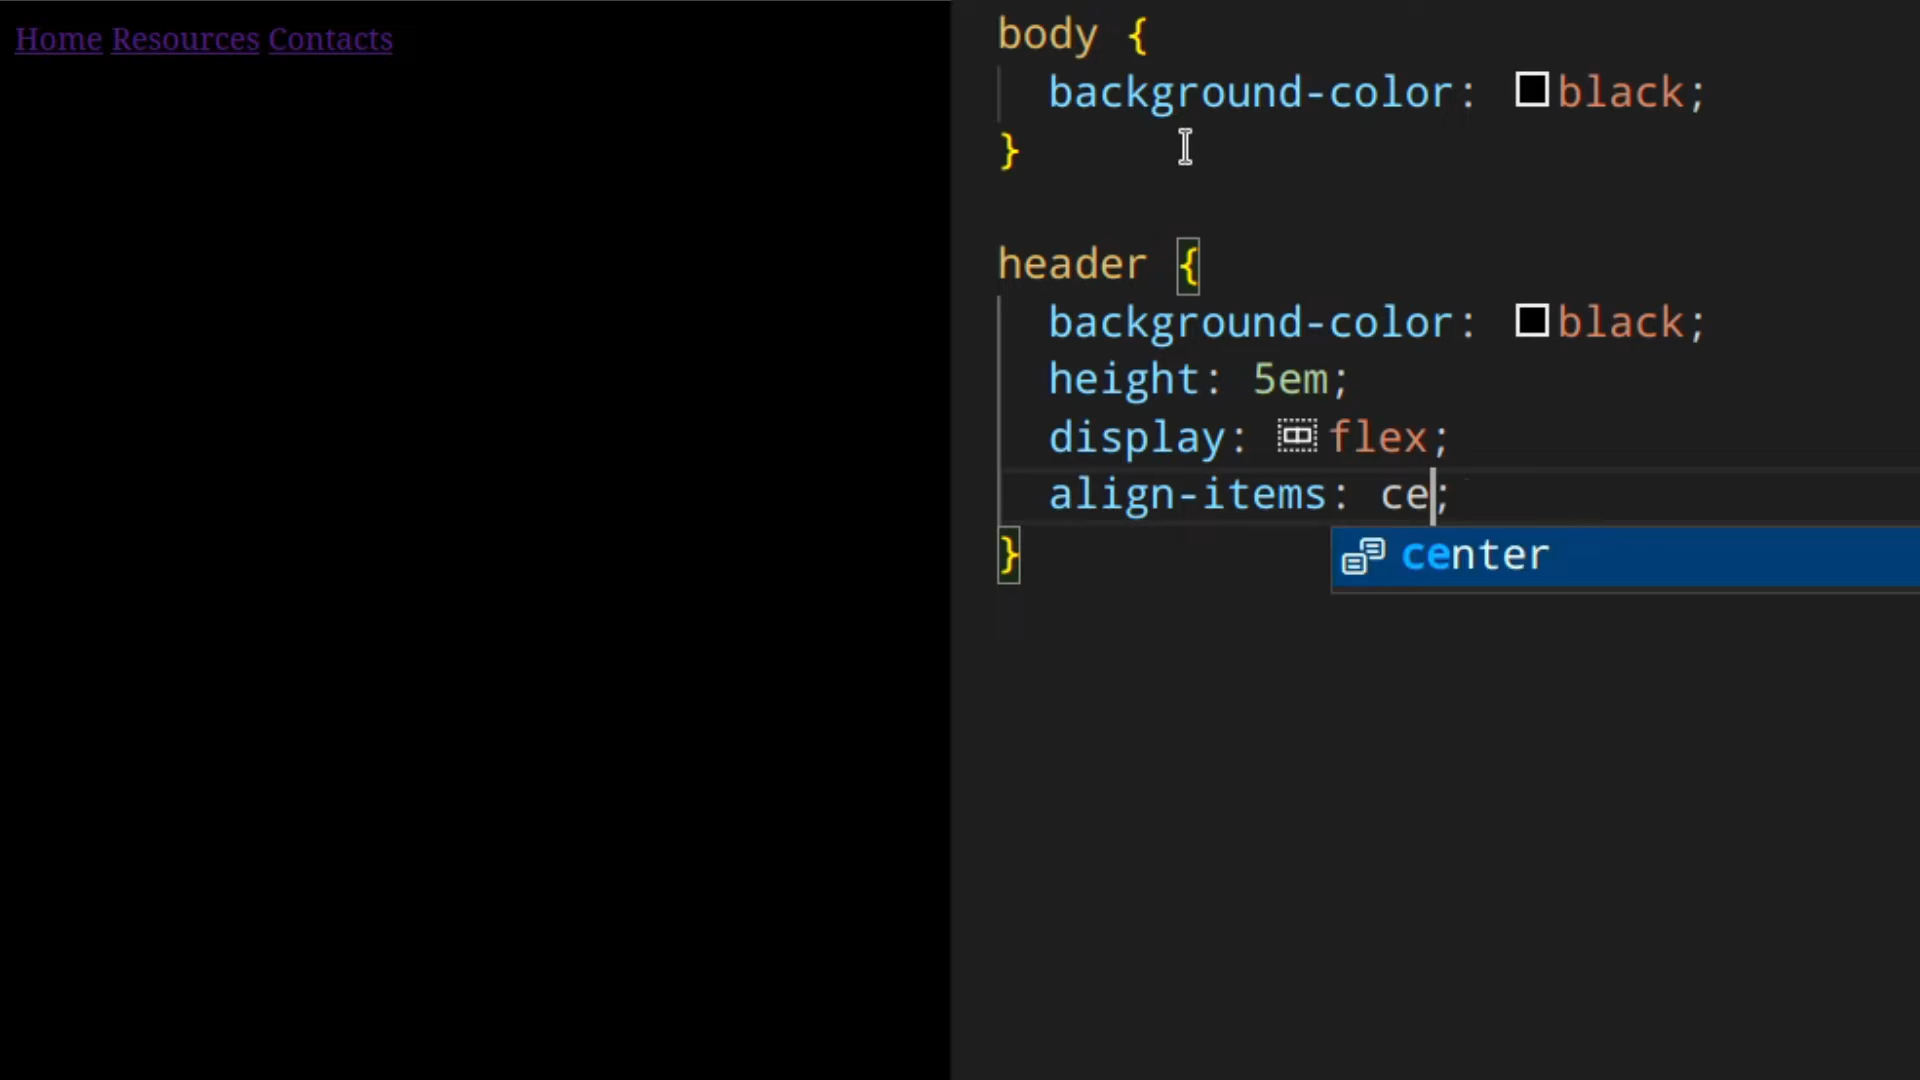 Home Resources Contacts
body {
background-color: black;
}
header {
background-color: black;
height: 5em;
display: flex;
align-items: ce;
}
center